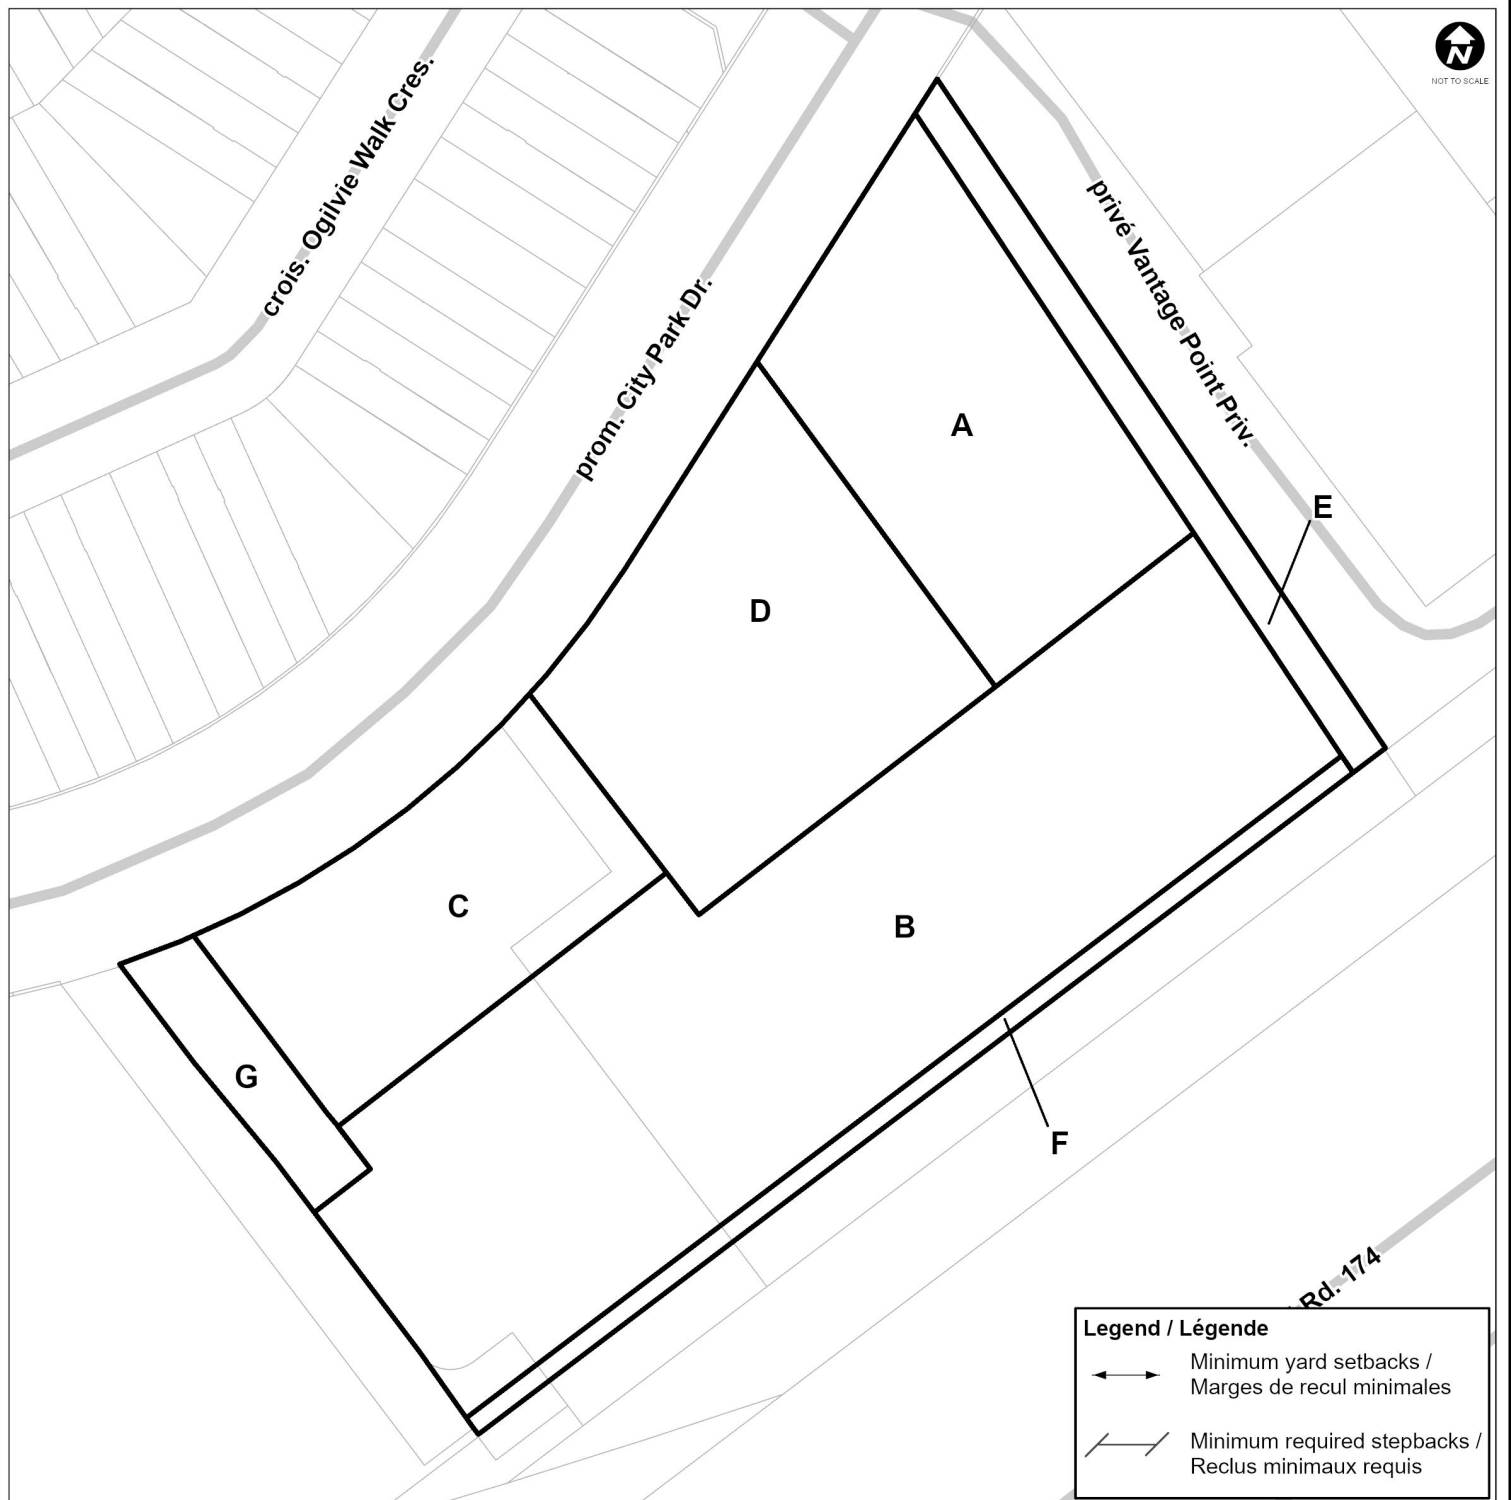 N
NOT TO SCALE
crois. Ogilvie Walk Cres.
prom. City Park Dr.
privé Vantage Point Priv.
A
E
D
C
B
G
F
Rd. 174
Legend / Légende
Minimum yard setbacks /
Marges de recul minimales
Minimum required stepbacks /
Reclus minimaux requis